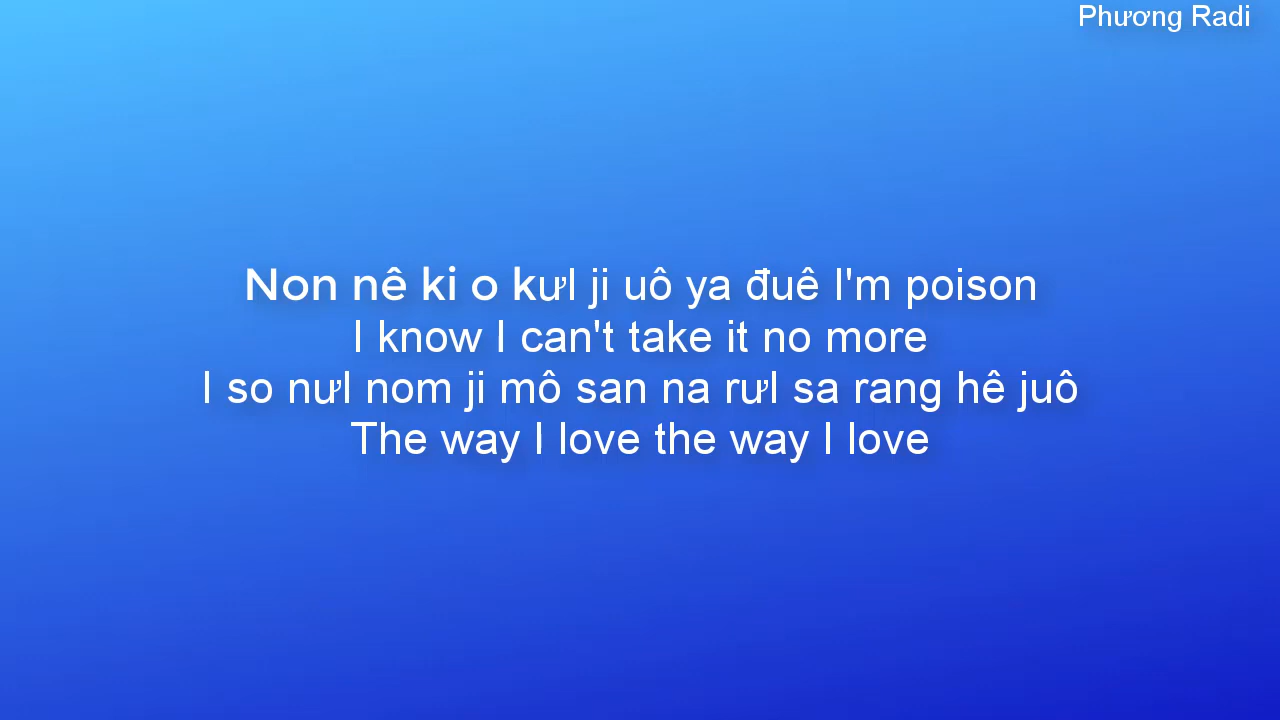 Phương Radi
Non nê ki o kưl ji uô ya đuê I'm poison
I know I can't take it no more
I so nưl nom ji mô san na rưl sa rang hê juô
The way I love the way I love